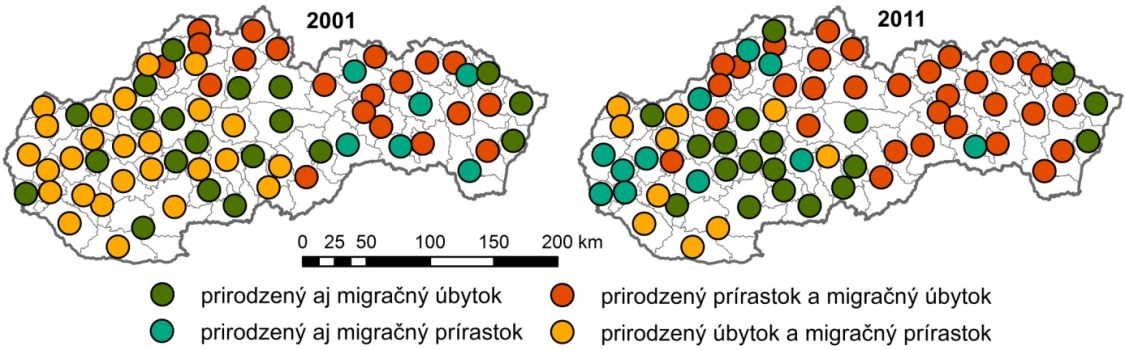 2001
2011
0 25 50 100 150 200 km
prirodzený aj migračný úbytok
prirodzený prírastok a migračný úbytok
prirodzený aj migračný prírastok
prirodzený úbytok a migračný prírastok